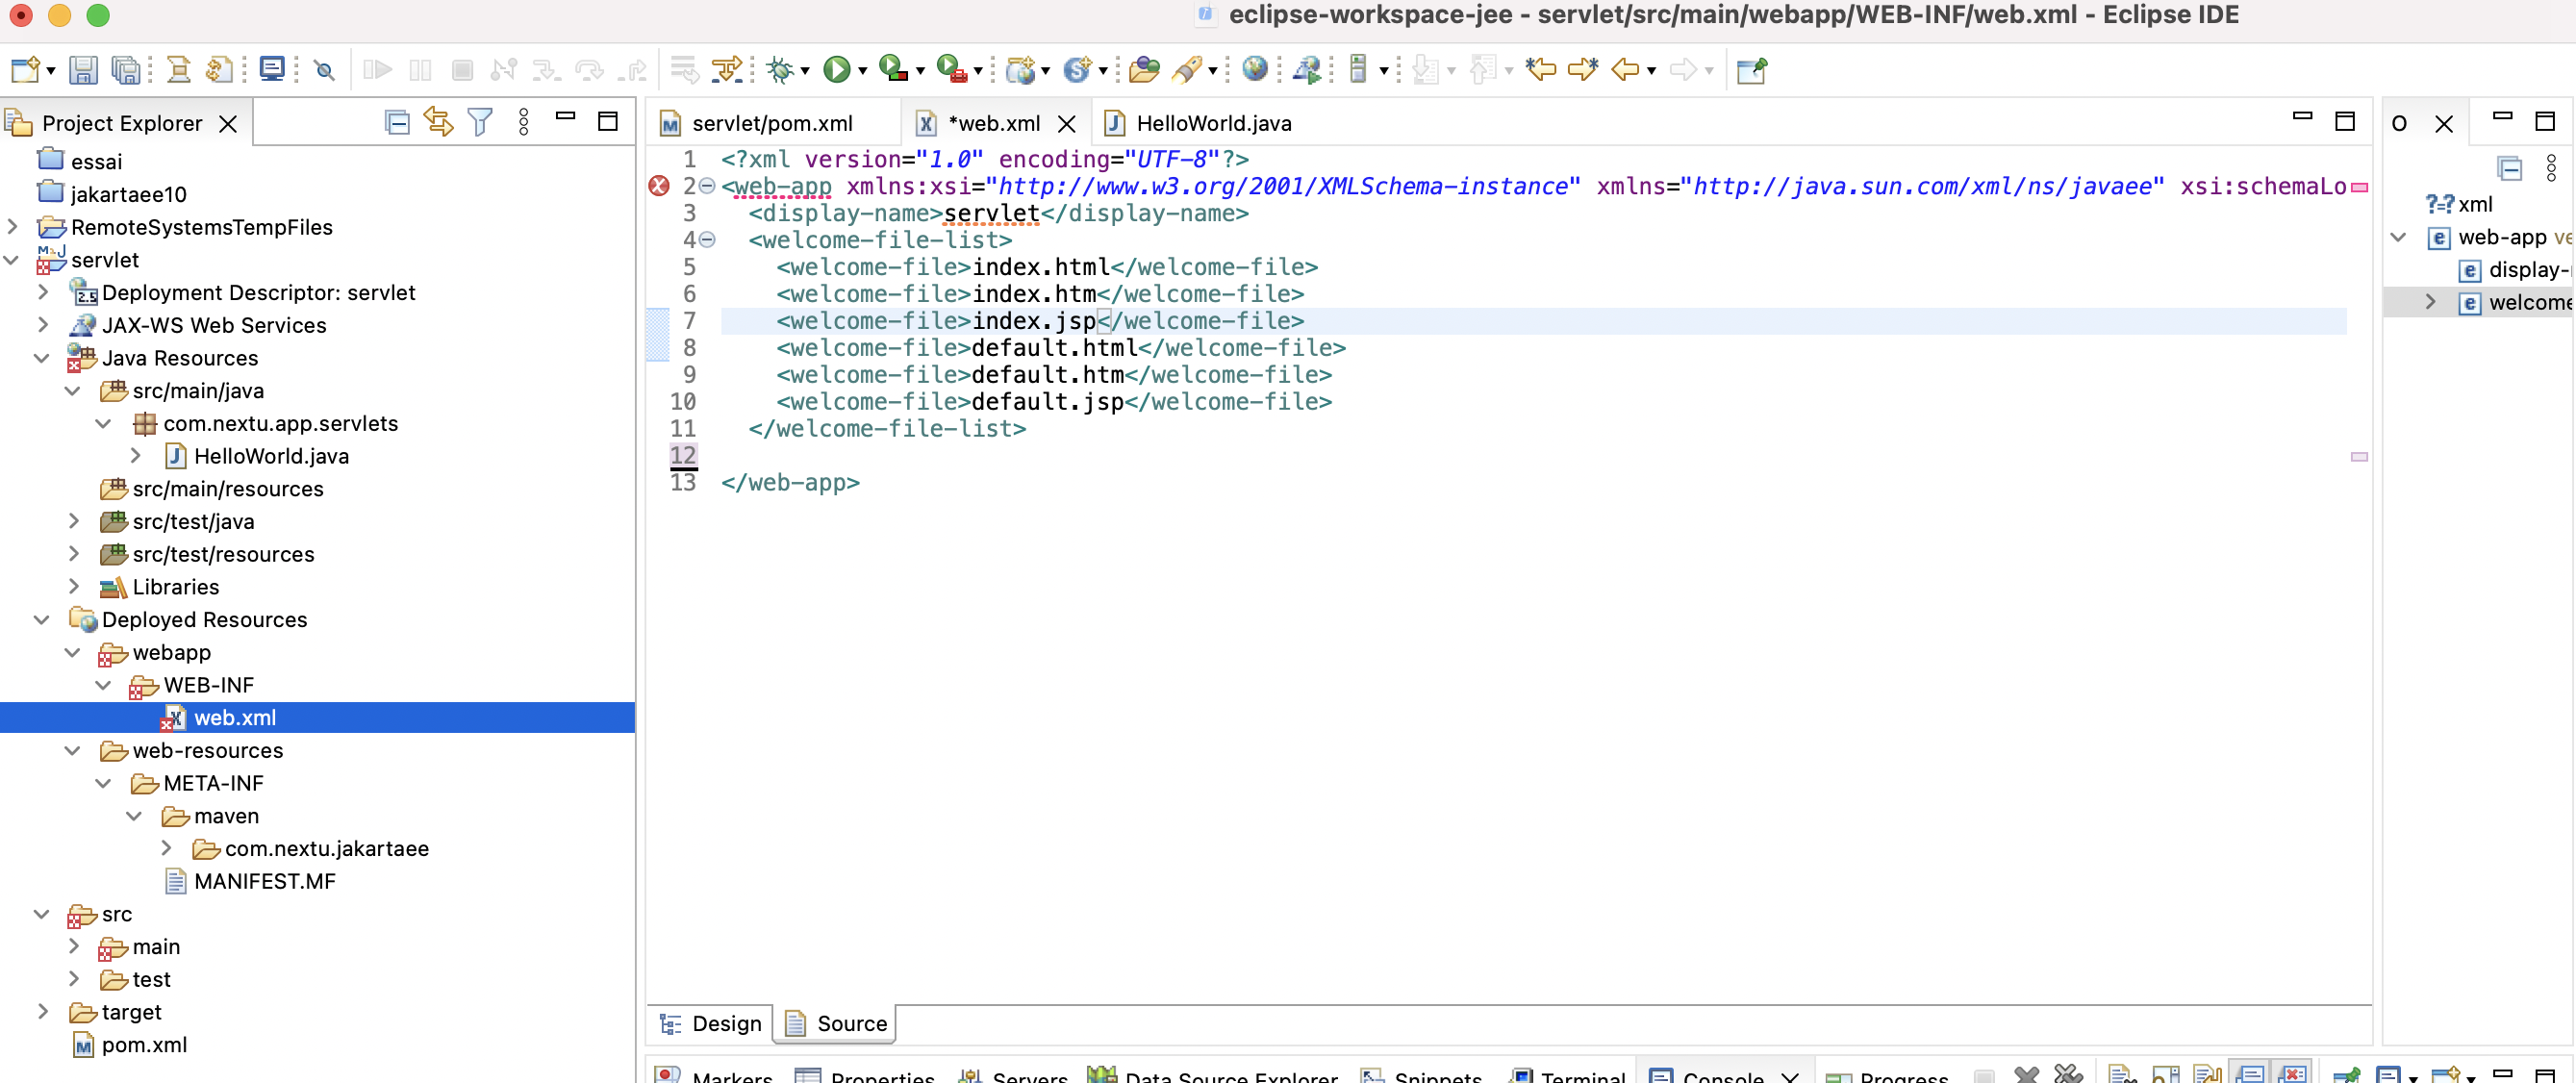 eclipse-workspace-jee - servlet/src/main/webapp/WEB-INF/web.xml - Eclipse IDE
Project Explorer
essai
jakartaee10
RemoteSystemsTempFiles
servlet
Deployment Descriptor: servlet
JAX-WS Web Services
Java Resources
src/main/java
com.nextu.app.servlets
HelloWorld.java
src/main/resources
src/test/java
src/test/resources
Libraries
Deployed Resources
webapp
WEB-INF
web.xml
web-resources
META-INF
maven
com.nextu.jakartaee
MANIFEST.MF
src
main
test
target
pom.xml
servlet/pom.xml
*web.xml
HelloWorld.java
1 <?xml version="1.0" encoding="UTF-8"?>
2 <web-app xmlns:xsi="http://www.w3.org/2001/XMLSchema-instance" xmlns="http://java.sun.com/xml/ns/javaee" xsi:schemaLo
3 <display-name>servlet</display-name>
4 <welcome-file-list>
5 <welcome-file>index.html</welcome-file>
6 <welcome-file>index.htm</welcome-file>
7 <welcome-file>index.jsp</welcome-file>
8 <welcome-file>default.html</welcome-file>
9 <welcome-file>default.htm</welcome-file>
10 <welcome-file>default.jsp</welcome-file>
11 </welcome-file-list>
12
13 </web-app>
Design
Source
O
?=? xml
web-app ve
display-
welcome
Markers
Properties
Servers
Data Source Explorer
Snippets
Terminal
Console
Progress